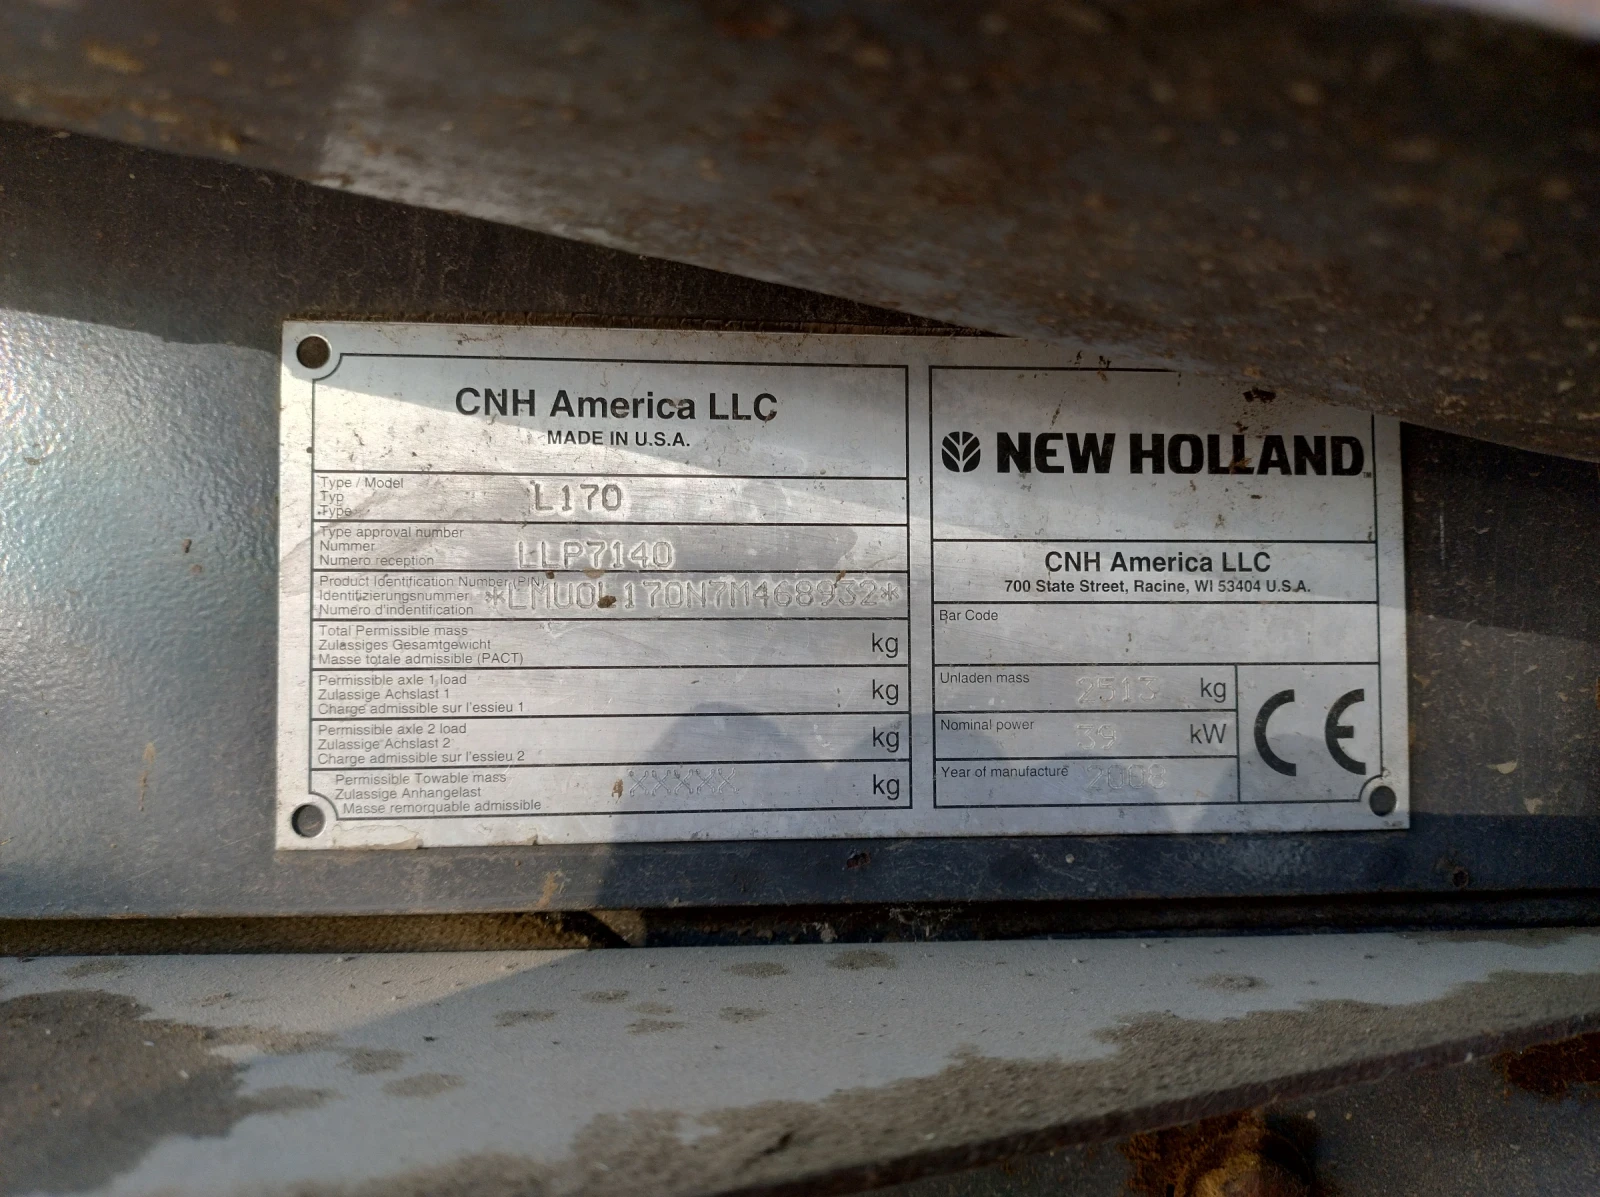 CNH America LLC
MADE IN U.S.A.
Type / Model
Typ
Type
L170
Type approval number
Nummer
Numero reception
LLP7140
Product Identification Number (PIN)
Identizierungsnummer
Numéro d'indentification
*LMU0L170N7M468932*
Total Permissible mass
Zulassiges Gesamtgewicht
Masse totale admissible (PACT)
kg
Permissible axle 1 load
Zulassige Achslast 1
Charge admissible sur l'essieu 1
kg
Permissible axle 2 load
Zulassige Achslast 2
Charge admissible sur l'essieu 2
kg
Permissible Towable mass
Zulassige Anhangelast
Masse remorquable admissible
XXXXX kg
NEW HOLLAND
CNH America LLC
700 State Street, Racine, WI 53404 U.S.A.
Bar Code
Unladen mass 2513 kg
Nominal power 39 kW
Year of manufacture 2008
CE